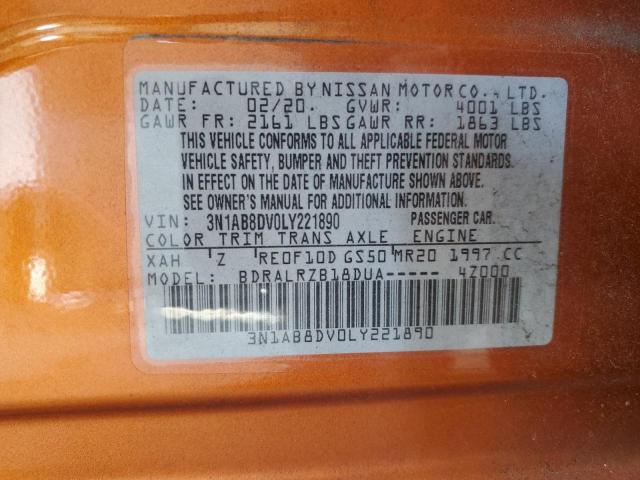 MANUFACTURED BY NISSAN MOTOR CO., LTD.
DATE: 02/20. GVWR: 4001 LBS
GAWR FR: 2161 LBS GAWR RR: 1863 LBS
THIS VEHICLE CONFORMS TO ALL APPLICABLE FEDERAL MOTOR
VEHICLE SAFETY, BUMPER AND THEFT PREVENTION STANDARDS.
IN EFFECT ON THE DATE OF MANUFACTURE SHOWN ABOVE.
SEE OWNER'S MANUAL FOR ADDITIONAL INFORMATION.
VIN: 3N1AB8DV0LY221890 PASSENGER CAR.
COLOR TRIM TRANS AXLE ENGINE
XAH Z RE0F10D GS50 MR20 1997 CC
MODEL: BDRALRZB18DUA----- 4Z000
3N1AB8DV0LY221890